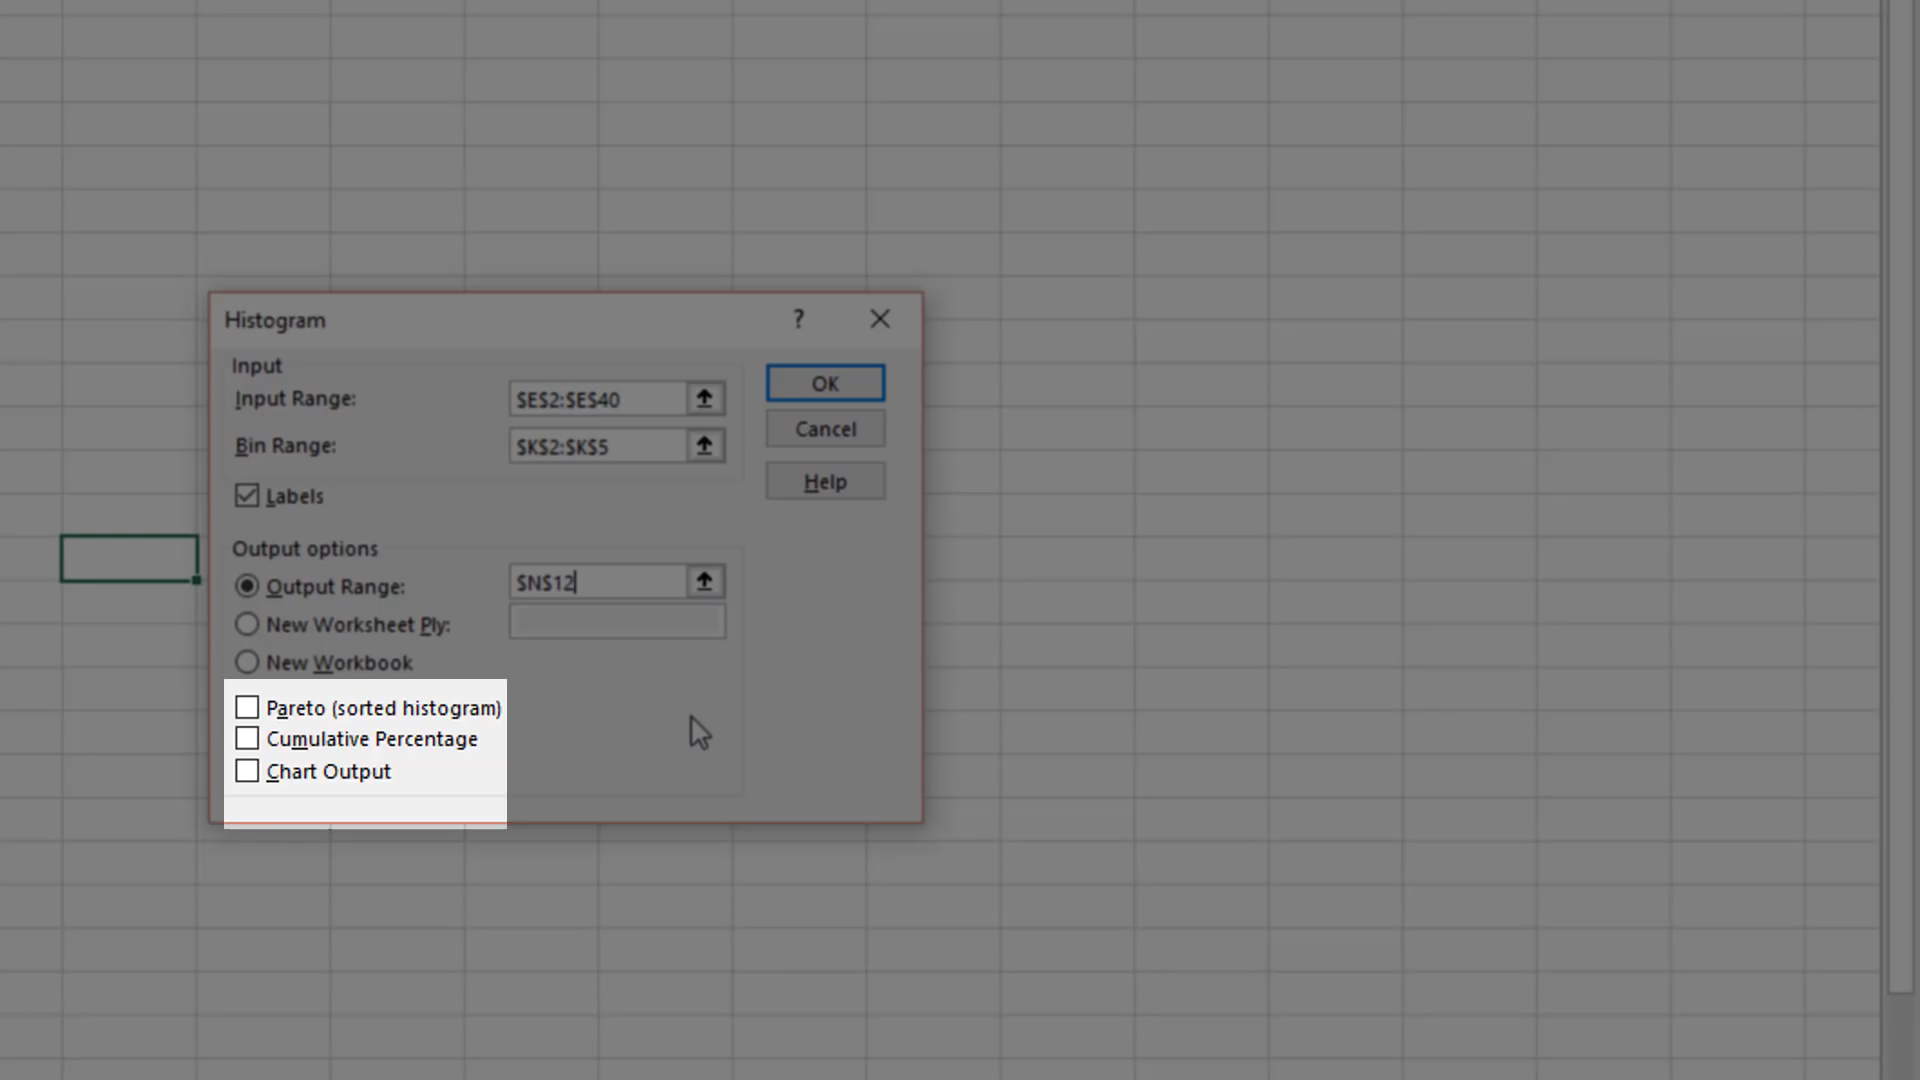 Histogram
?
Input
Input Range:
$E$2:$E$40
OK
Bin Range:
$K$2:$K$5
Cancel
Labels
Help
Output options
Output Range:
$N$12
New Worksheet Ply:
New Workbook
Pareto (sorted histogram)
Cumulative Percentage
Chart Output